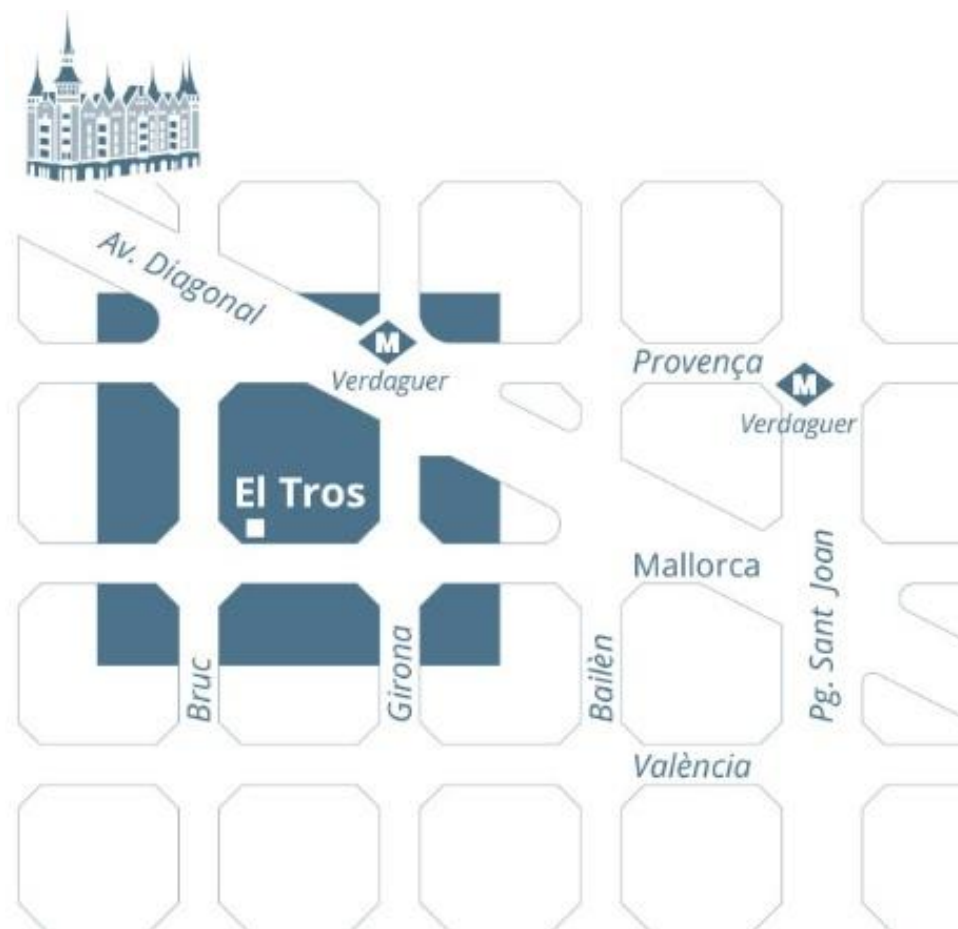 Av. Diagonal
M
Verdaguer
Provença
M
Verdaguer
El Tros
Mallorca
Bruc
Girona
Bailèn
Pg. Sant Joan
València